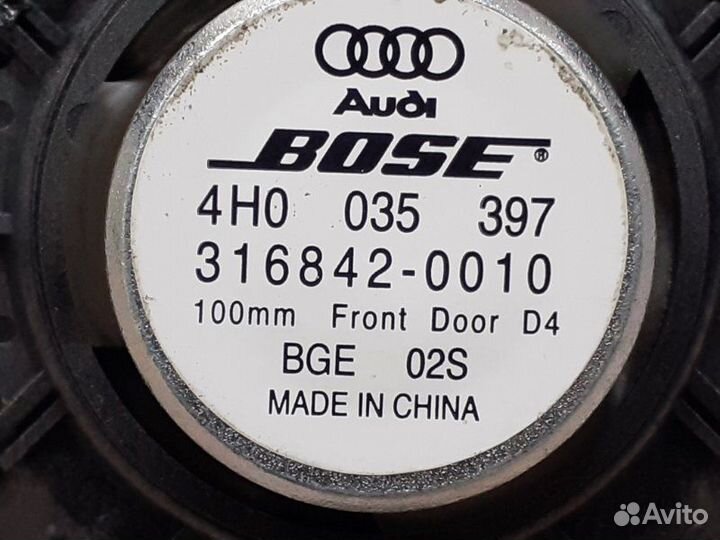 Audi
BOSE®
4H0 035 397
316842-0010
100mm Front Door D4
BGE 02S
MADE IN CHINA
Avito